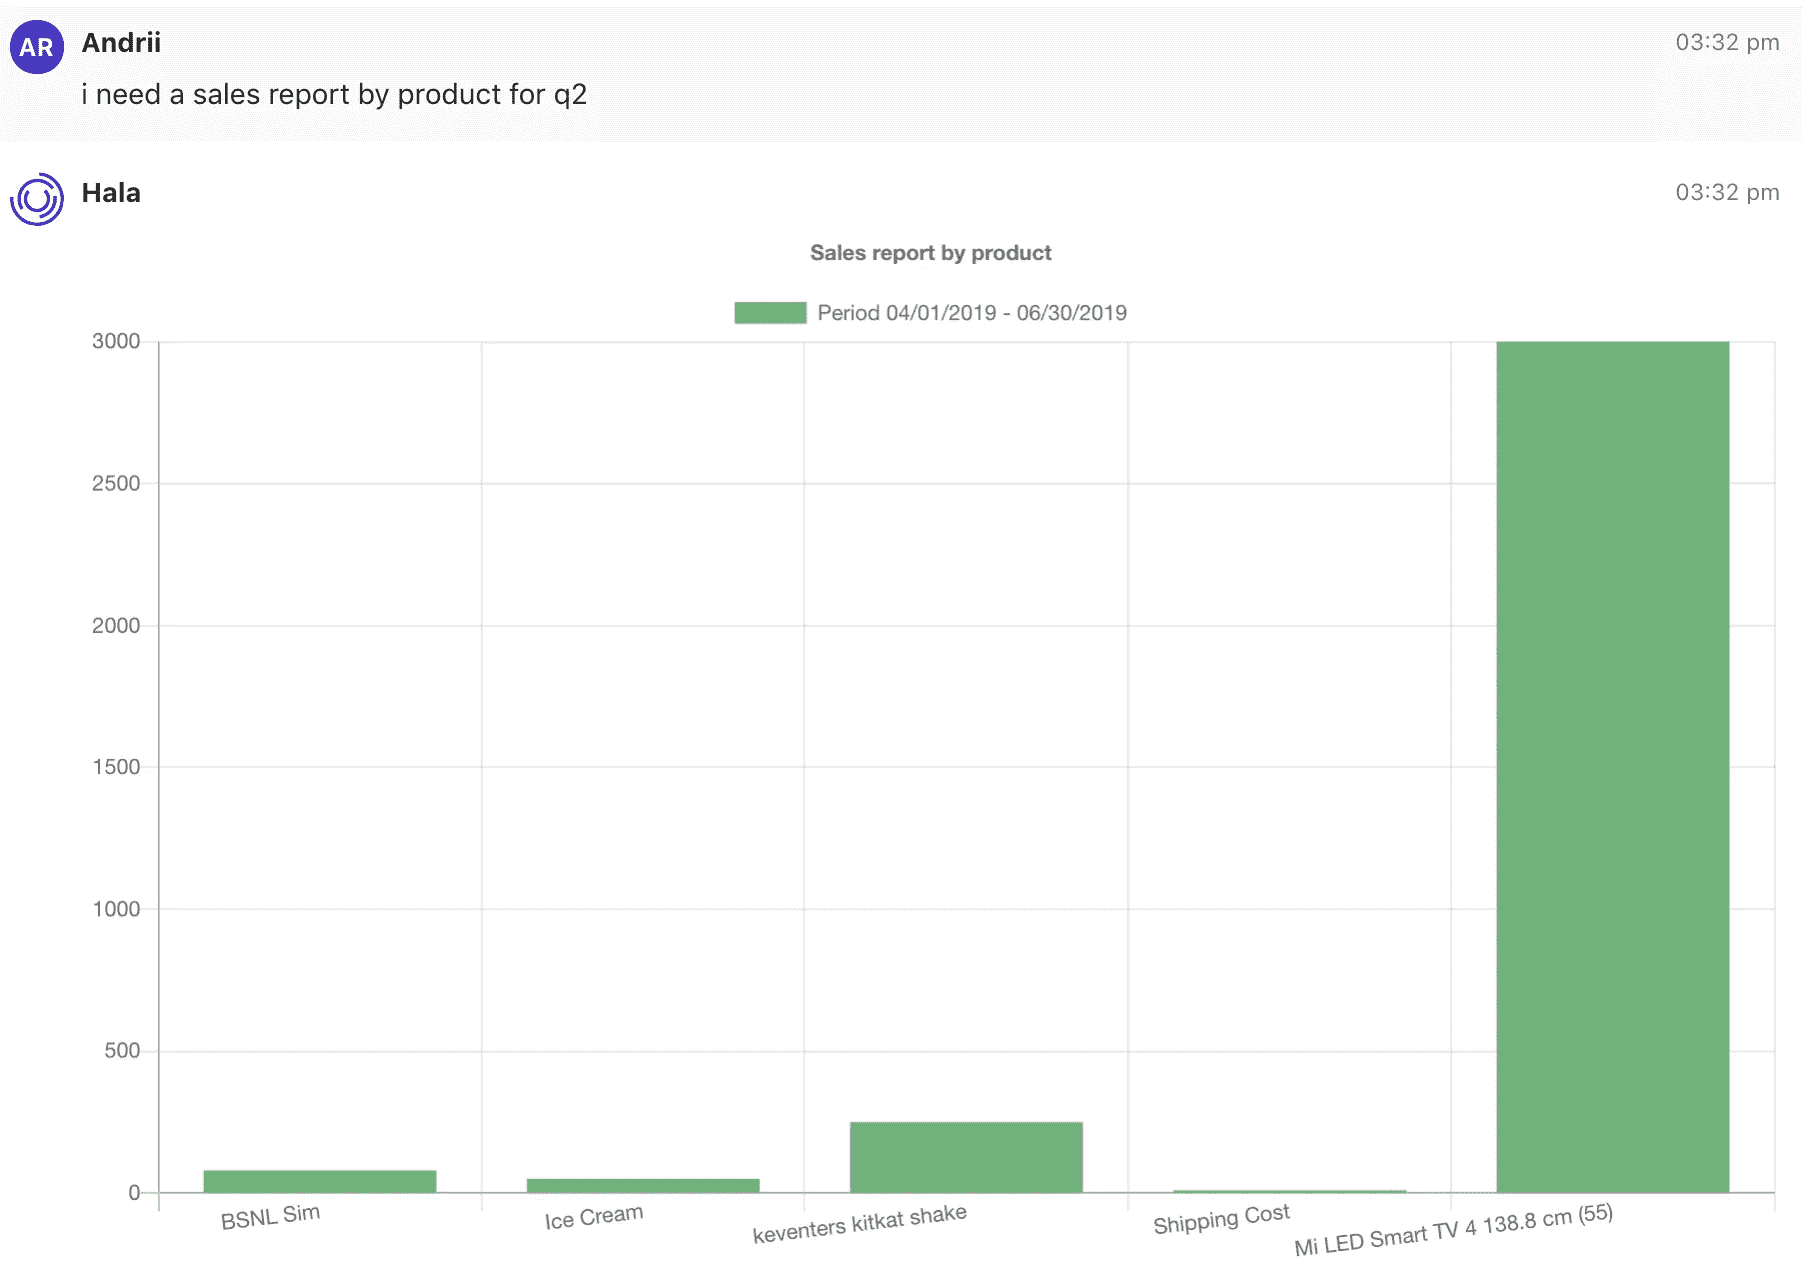 AR
Andrii
03:32 pm
i need a sales report by product for q2
Hala
03:32 pm
Sales report by product
Period 04/01/2019 - 06/30/2019
3000
2500
2000
1500
1000
500
0
BSNL Sim
Ice Cream
keventers kitkat shake
Shipping Cost
Mi LED Smart TV 4 138.8 cm (55)